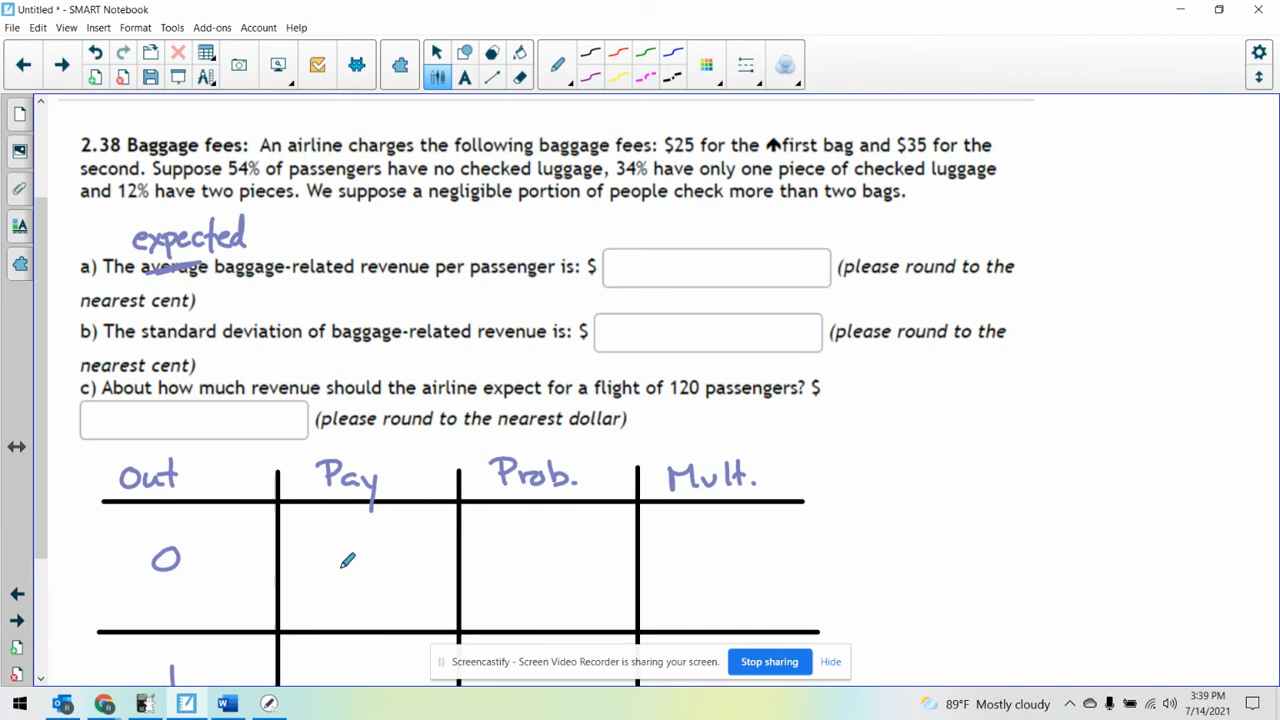 Untitled * - SMART Notebook
File Edit View Insert Format Tools Add-ons Account Help
2.38 Baggage fees: An airline charges the following baggage fees: $25 for the first bag and $35 for the
second. Suppose 54% of passengers have no checked luggage, 34% have only one piece of checked luggage
and 12% have two pieces. We suppose a negligible portion of people check more than two bags.
expected
a) The average baggage-related revenue per passenger is: $ (please round to the
nearest cent)
b) The standard deviation of baggage-related revenue is: $ (please round to the
nearest cent)
c) About how much revenue should the airline expect for a flight of 120 passengers? $
(please round to the nearest dollar)
Out Pay Prob. Mult.
0
1
Screencastify - Screen Video Recorder is sharing your screen. Stop sharing Hide
89°F Mostly cloudy
3:39 PM
7/14/2021